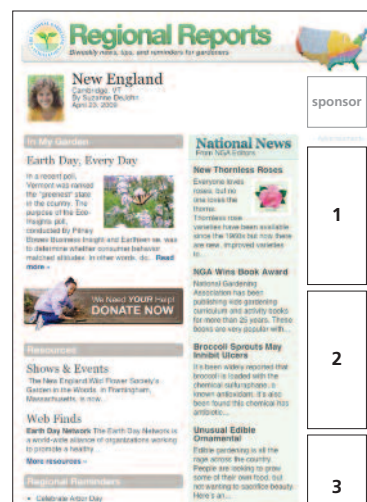 Regional Reports
Biweekly news, tips, and reminders for gardeners
New England
Cambridge, VT
By Suzanne DeJohn
April 23, 2009
In My Garden
Earth Day, Every Day
In a recent poll,
Vermont was ranked
the "greenest" state
in the country. The
purpose of the Eco-
Insights poll,
conducted by Pitney
Bowes Business Insight and Earthsense, was
to determine whether consumer behavior
matched attitudes. In other words, do... Read
more »
We Need YOUR Help!
DONATE NOW
Resources
Shows & Events
The New England Wild Flower Society's
Garden in the Woods, in Framingham,
Massachusetts, is now...
Web Finds
Earth Day Network The Earth Day Network is
a world-wide alliance of organizations working
to promote a healthy...
More resources »
Regional Reminders
• Celebrate Arbor Day
National News
From NGA Editors
New Thornless Roses
Everyone loves
roses, but no
one loves the
thorns.
Thornless rose
varieties have been available
since the 1980s but now there
are new, improved varieties
to...
NGA Wins Book Award
National Gardening
Association has been
publishing kids gardening
curriculum and activity books
for more than 25 years. These
books are very popular with...
Broccoli Sprouts May
Inhibit Ulcers
It's been widely reported that
broccoli is loaded with the
chemical sulforaphane, a
known antioxidant. It's also
been found this chemical has
antibiotic...
Unusual Edible
Ornamental
Edible gardening is all the
rage across the country.
People are looking to grow
some of their own food, but
not wanting to sacrifice beauty.
Here's an...
sponsor
Advertisement
1
2
3